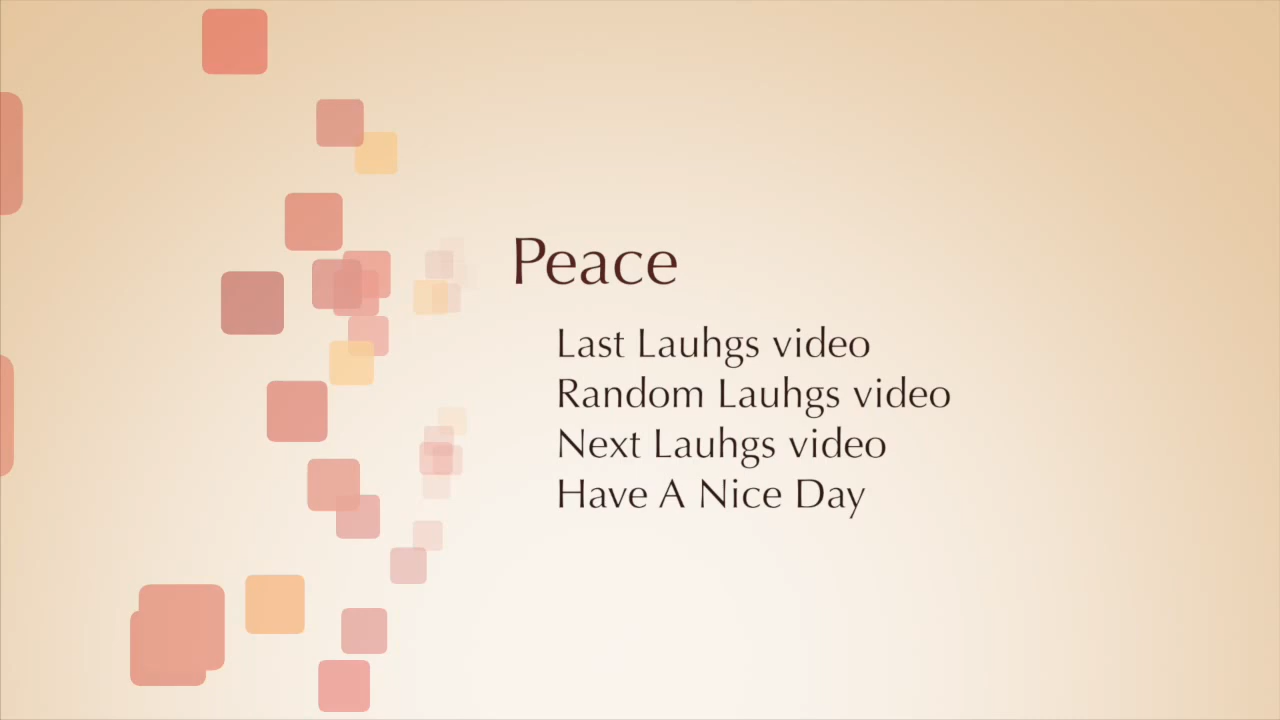 Peace
Last Lauhgs video
Random Lauhgs video
Next Lauhgs video
Have A Nice Day